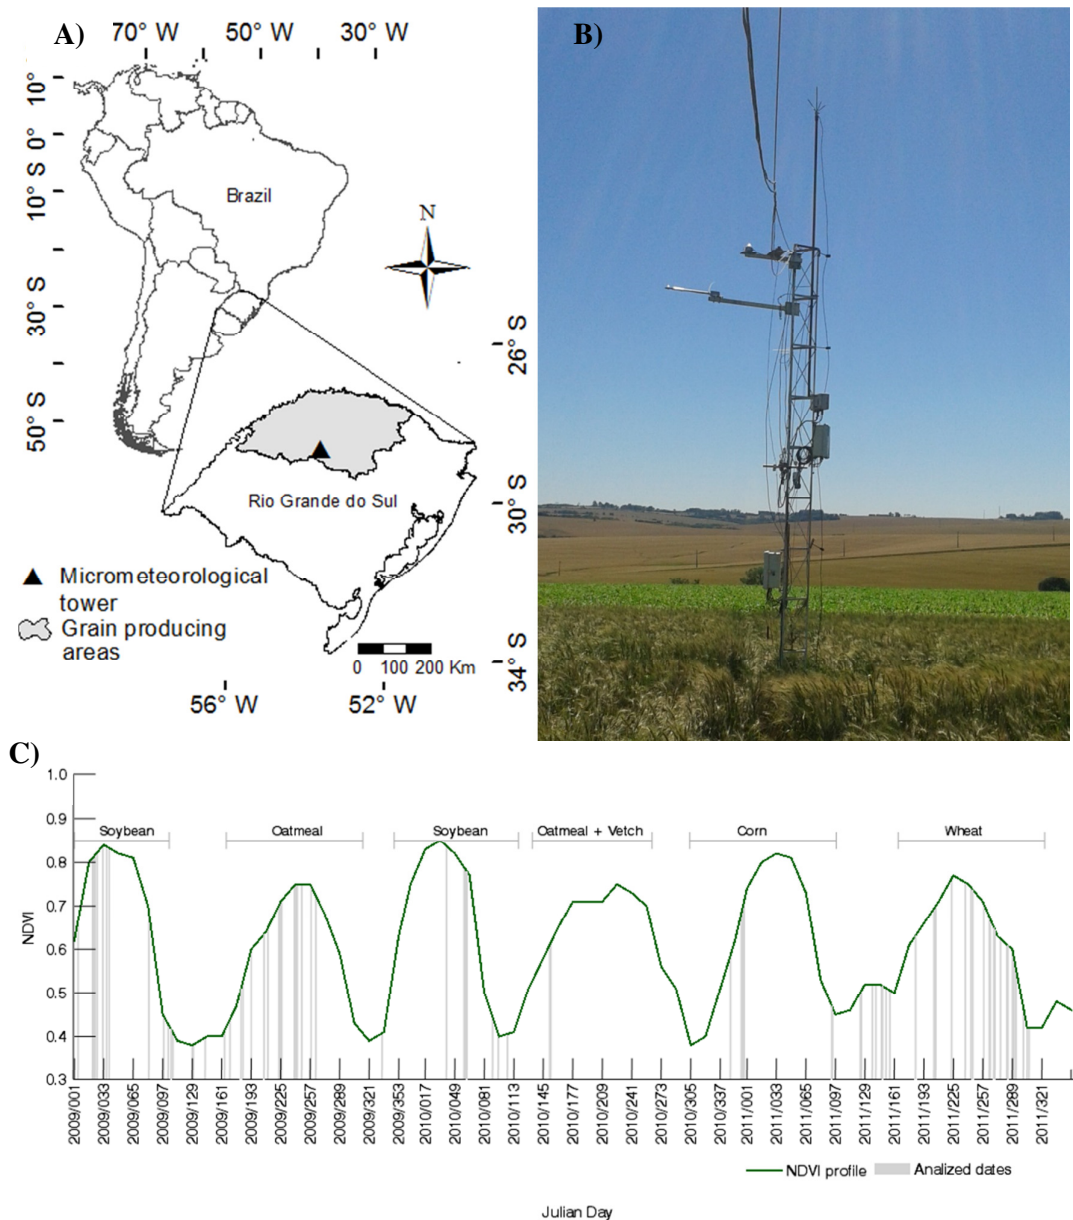 A)
70° W 50° W 30° W
10°
0°
10° S
30° S
50° S
Brazil
N
26° S
30° S
34° S
Rio Grande do Sul
Micrometeorological
tower
Grain producing
areas
0 100 200 Km
56° W 52° W
B)
C)
1.0
0.9
0.8
0.7
0.6
0.5
0.4
0.3
NDVI
Soybean Oatmeal Soybean Oatmeal + Vetch Corn Wheat
2009/001
2009/033
2009/065
2009/097
2009/129
2009/161
2009/193
2009/225
2009/257
2009/289
2009/321
2009/353
2010/017
2010/049
2010/081
2010/113
2010/145
2010/177
2010/209
2010/241
2010/273
2010/305
2010/337
2011/001
2011/033
2011/065
2011/097
2011/129
2011/161
2011/193
2011/225
2011/257
2011/289
2011/321
NDVI profile Analized dates
Julian Day